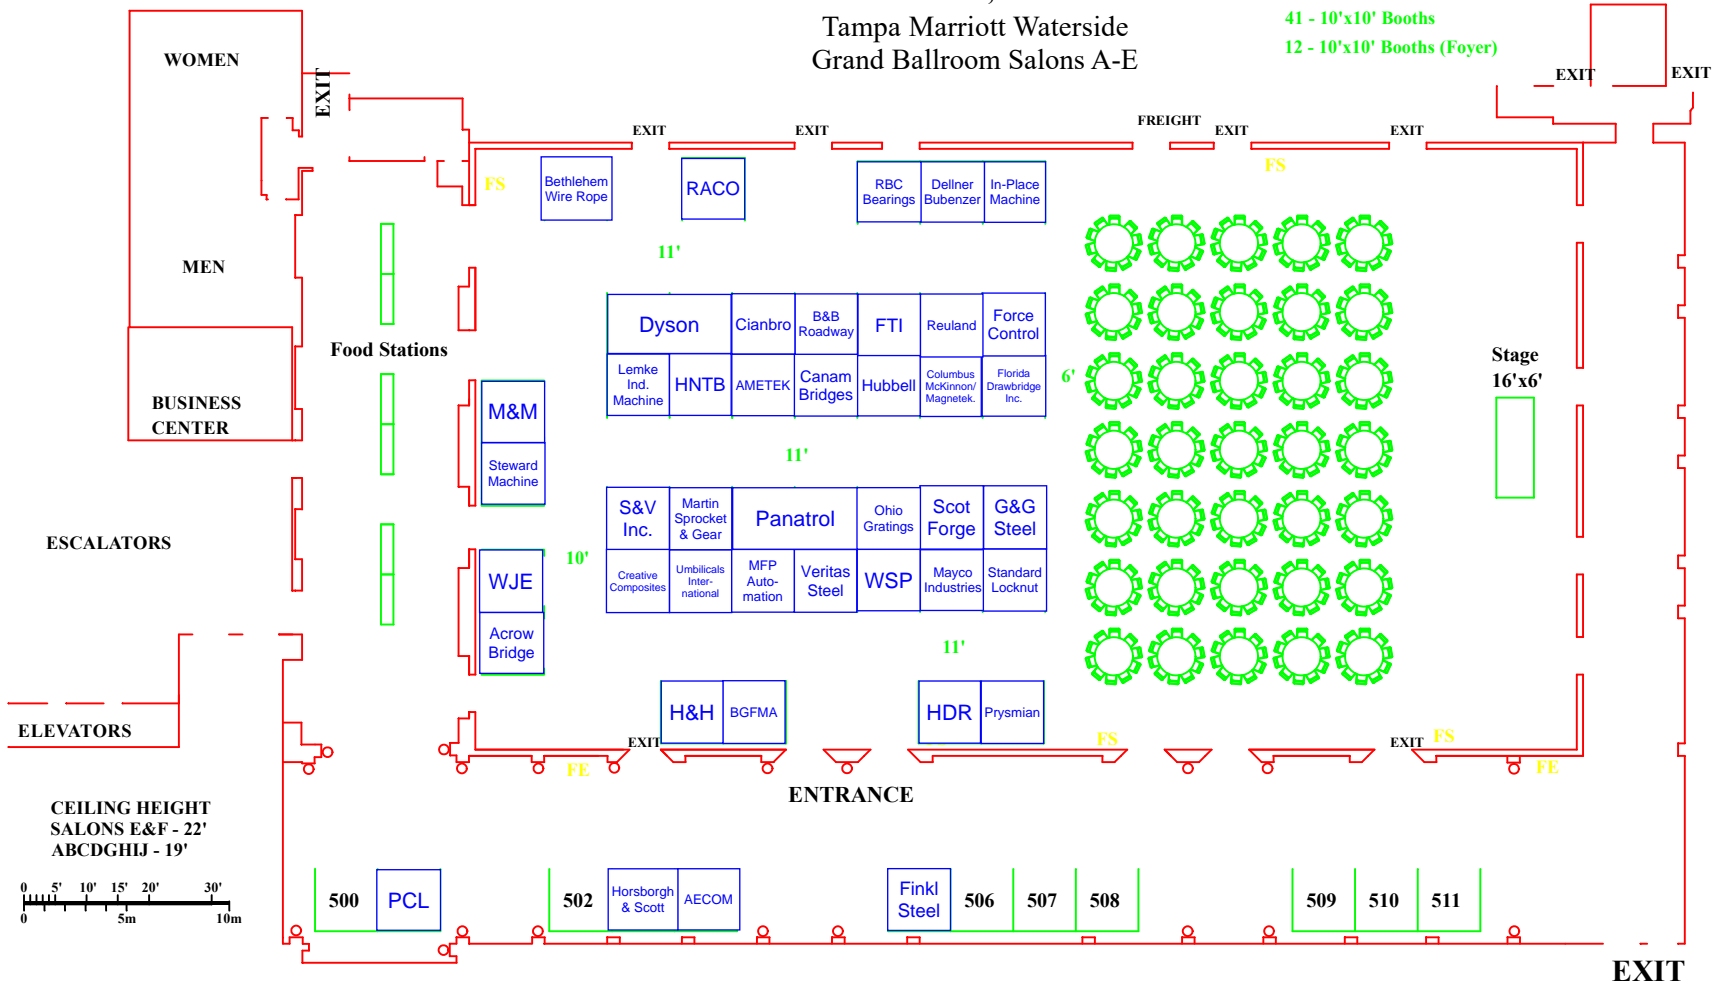 Tampa Marriott Waterside
Grand Ballroom Salons A-E
41 - 10'x10' Booths
12 - 10'x10' Booths (Foyer)
WOMEN
EXIT
EXIT
EXIT
EXIT
EXIT
FREIGHT
EXIT
EXIT
FS
FS
Bethlehem
Wire Rope
RACO
RBC
Bearings
Dellner
Bubenzer
In-Place
Machine
MEN
11'
Dyson
Cianbro
B&B
Roadway
FTI
Reuland
Force
Control
Food Stations
Lemke
Ind.
Machine
HNTB
AMETEK
Canam
Bridges
Hubbell
Columbus
McKinnon/
Magnetek.
Florida
Drawbridge
Inc.
6'
Stage
16'x6'
BUSINESS
CENTER
M&M
Steward
Machine
11'
S&V
Inc.
Martin
Sprocket
& Gear
Panatrol
Ohio
Gratings
Scot
Forge
G&G
Steel
ESCALATORS
10'
WJE
Creative
Composites
Umbilicals
Inter-
national
MFP
Auto-
mation
Veritas
Steel
WSP
Mayco
Industries
Standard
Locknut
Acrow
Bridge
11'
H&H
BGFMA
HDR
Prysmian
ELEVATORS
EXIT
FS
EXIT
FS
FE
FE
ENTRANCE
CEILING HEIGHT
SALONS E&F - 22'
ABCDGHIJ - 19'
0 5' 10' 15' 20' 30'
0 5m 10m
500
PCL
502
Horsborgh
& Scott
AECOM
Finkl
Steel
506
507
508
509
510
511
EXIT